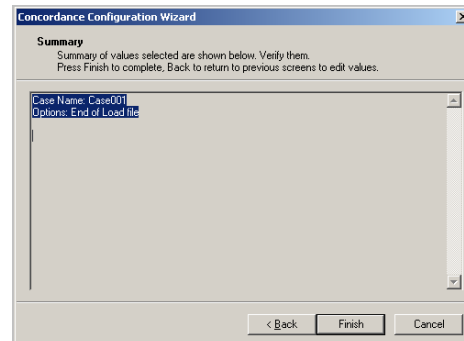 Concordance Configuration Wizard
Summary
Summary of values selected are shown below. Verify them.
Press Finish to complete, Back to return to previous screens to edit values.
Case Name: Case001
Options: End of Load file
< Back
Finish
Cancel